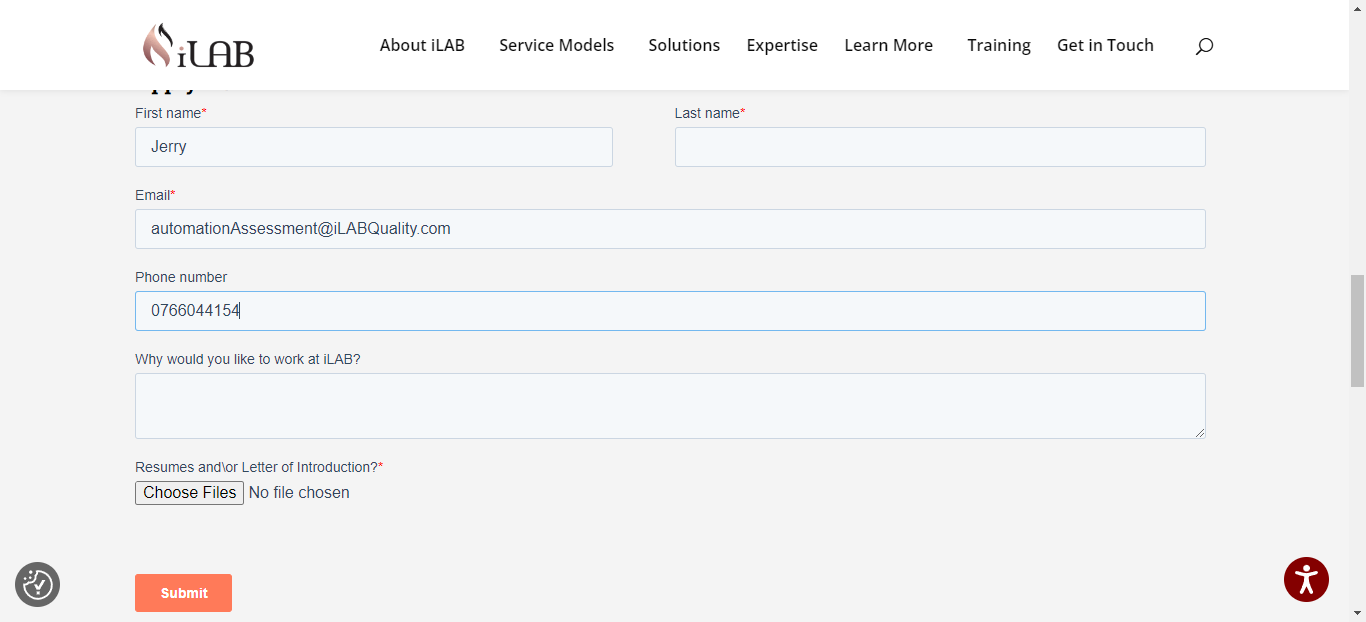 iLAB
About iLAB Service Models Solutions Expertise Learn More Training Get in Touch
First name* Last name*
Jerry
Email*
automationAssessment@iLABQuality.com
Phone number
0766044154
Why would you like to work at iLAB?
Resumes and\or Letter of Introduction?*
Choose Files No file chosen
Submit